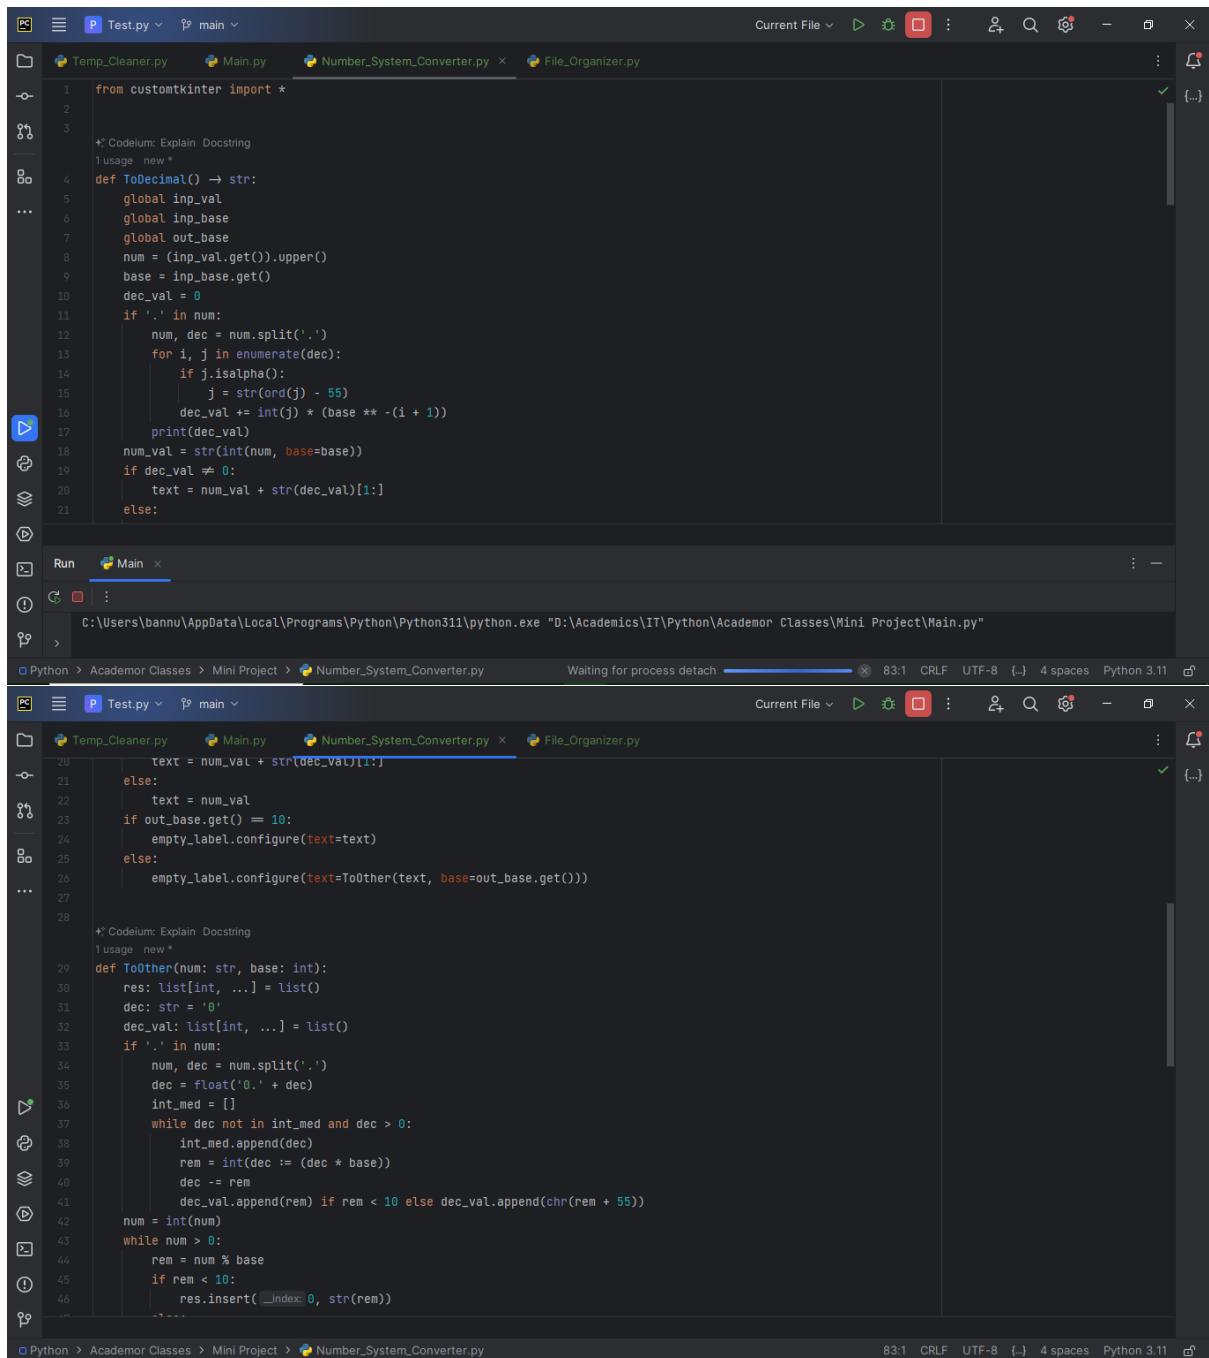 PC P Test.py main Current File
Temp_Cleaner.py Main.py Number_System_Converter.py × File_Organizer.py
1 from customtkinter import *
2
3
Codeium: Explain Docstring
1 usage new *
4 def ToDecimal() → str:
5 global inp_val
6 global inp_base
7 global out_base
8 num = (inp_val.get()).upper()
9 base = inp_base.get()
10 dec_val = 0
11 if '.' in num:
12 num, dec = num.split('.')
13 for i, j in enumerate(dec):
14 if j.isalpha():
15 j = str(ord(j) - 55)
16 dec_val += int(j) * (base ** -(i + 1))
17 print(dec_val)
18 num_val = str(int(num, base=base))
19 if dec_val ≠ 0:
20 text = num_val + str(dec_val)[1:]
21 else:
Run Main ×
C:\Users\bannu\AppData\Local\Programs\Python\Python311\python.exe "D:\Academics\IT\Python\Academor Classes\Mini Project\Main.py"
Python > Academor Classes > Mini Project > Number_System_Converter.py Waiting for process detach 83:1 CRLF UTF-8 {..} 4 spaces Python 3.11
PC P Test.py main Current File
Temp_Cleaner.py Main.py Number_System_Converter.py × File_Organizer.py
20 text = num_val + str(dec_val)[1:]
21 else:
22 text = num_val
23 if out_base.get() == 10:
24 empty_label.configure(text=text)
25 else:
26 empty_label.configure(text=ToOther(text, base=out_base.get()))
27
28
Codeium: Explain Docstring
1 usage new *
29 def ToOther(num: str, base: int):
30 res: list[int, ...] = list()
31 dec: str = '0'
32 dec_val: list[int, ...] = list()
33 if '.' in num:
34 num, dec = num.split('.')
35 dec = float('0.' + dec)
36 int_med = []
37 while dec not in int_med and dec > 0:
38 int_med.append(dec)
39 rem = int(dec := (dec * base))
40 dec -= rem
41 dec_val.append(rem) if rem < 10 else dec_val.append(chr(rem + 55))
42 num = int(num)
43 while num > 0:
44 rem = num % base
45 if rem < 10:
46 res.insert( __index: 0, str(rem))
Python > Academor Classes > Mini Project > Number_System_Converter.py 83:1 CRLF UTF-8 {..} 4 spaces Python 3.11